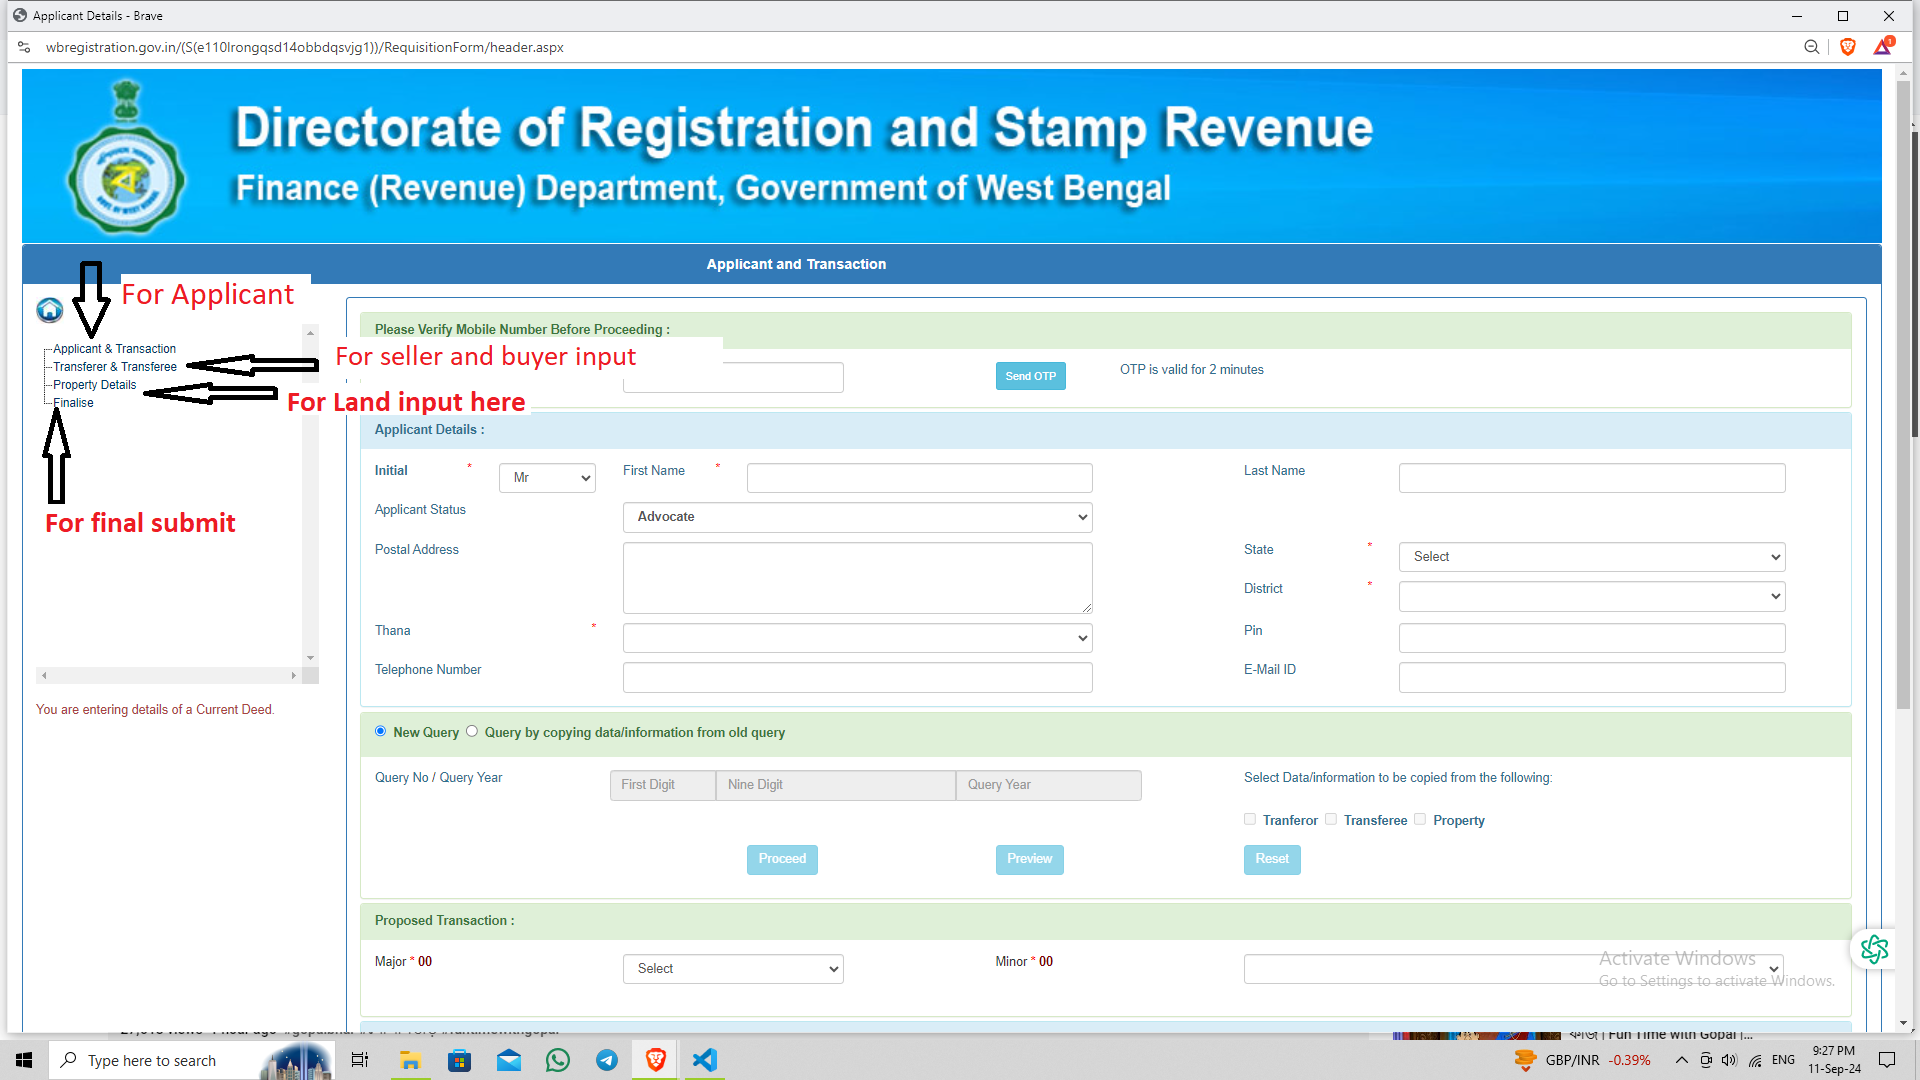 Applicant Details - Brave
wbregistration.gov.in/(S(e110lrongqsd14obbdqsvjg1))/RequisitionForm/header.aspx
1
Directorate of Registration and Stamp Revenue
Finance (Revenue) Department, Government of West Bengal
Applicant and Transaction
For Applicant
Applicant & Transaction
Transferer & Transferee
Property Details
Finalise
For seller and buyer input
For Land input here
For final submit
You are entering details of a Current Deed.
Please Verify Mobile Number Before Proceeding :
Send OTP
OTP is valid for 2 minutes
Applicant Details :
Initial * Mr First Name * Last Name
Applicant Status Advocate
Postal Address State * Select
District *
Thana * Pin
Telephone Number E-Mail ID
New Query Query by copying data/information from old query
Query No / Query Year First Digit Nine Digit Query Year Select Data/information to be copied from the following:
Tranferor Transferee Property
Proceed Preview Reset
Proposed Transaction :
Major * 00 Select Minor * 00
Activate Windows
Go to Settings to activate Windows.
Type here to search
GBP/INR -0.39%
ENG
9:27 PM
11-Sep-24